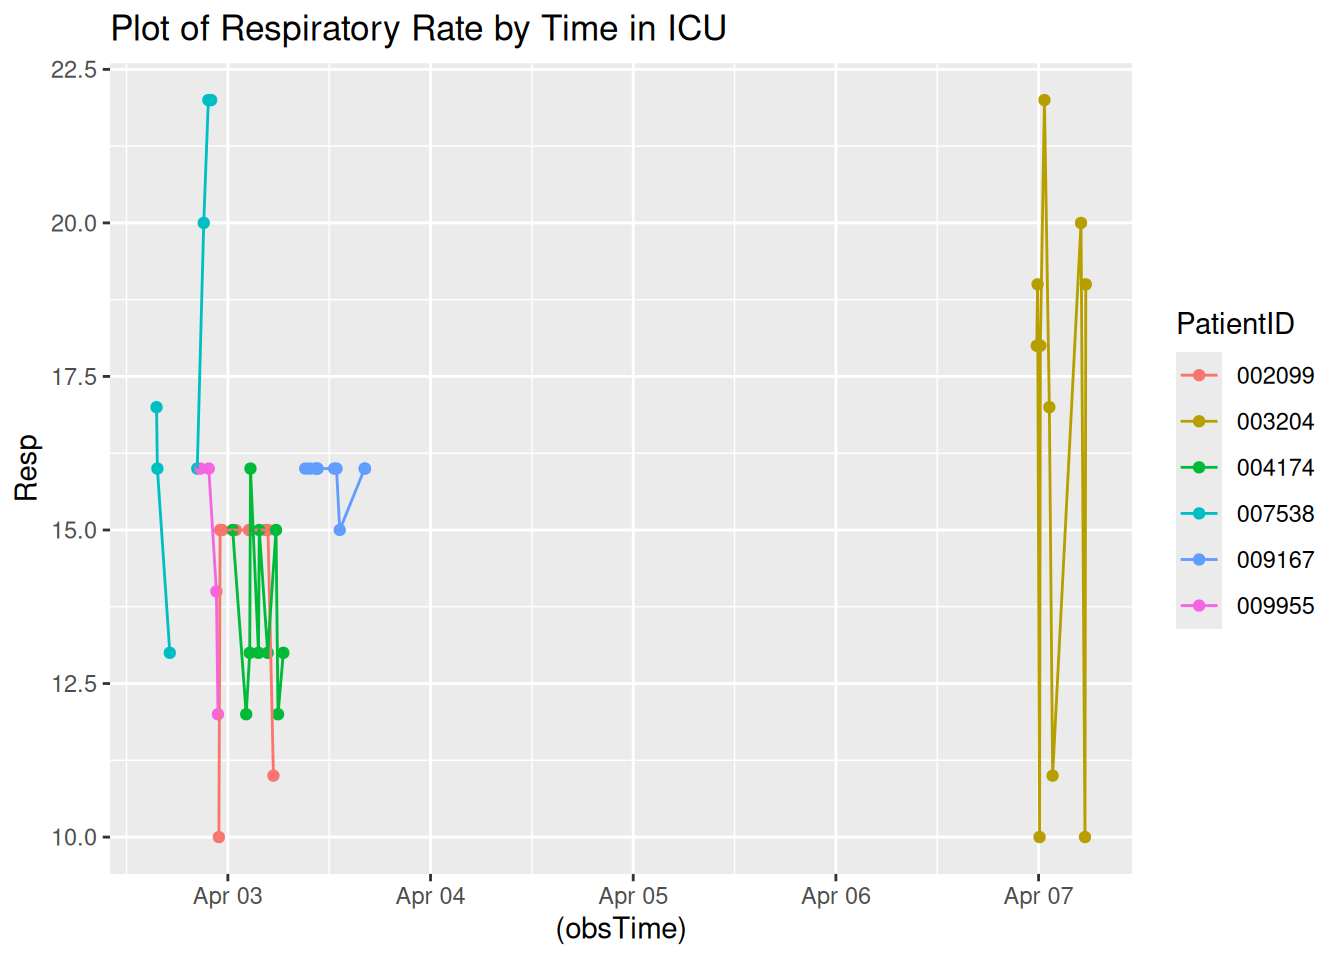 Plot of Respiratory Rate by Time in ICU
22.5
20.0
17.5
15.0
12.5
10.0
Resp
Apr 03
Apr 04
Apr 05
Apr 06
Apr 07
(obsTime)
PatientID
002099
003204
004174
007538
009167
009955